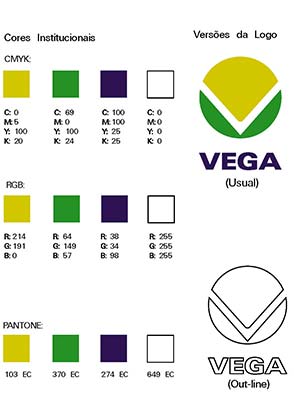 Cores Institucionais
CMYK:
C: 0 C: 69 C: 100 C: 0
M: 5 M: 0 M:100 M: 0
Y: 100 Y: 100 Y: 25 Y: 0
K: 20 K: 24 K: 25 K: 0
RGB:
R: 214 R: 64 R: 38 R: 255
G: 191 G: 149 G: 34 G: 255
B: 0 B: 57 B: 98 B: 255
PANTONE:
103 EC 370 EC 274 EC 649 EC
Versões da Logo
VEGA
(Usual)
VEGA
(Out-line)